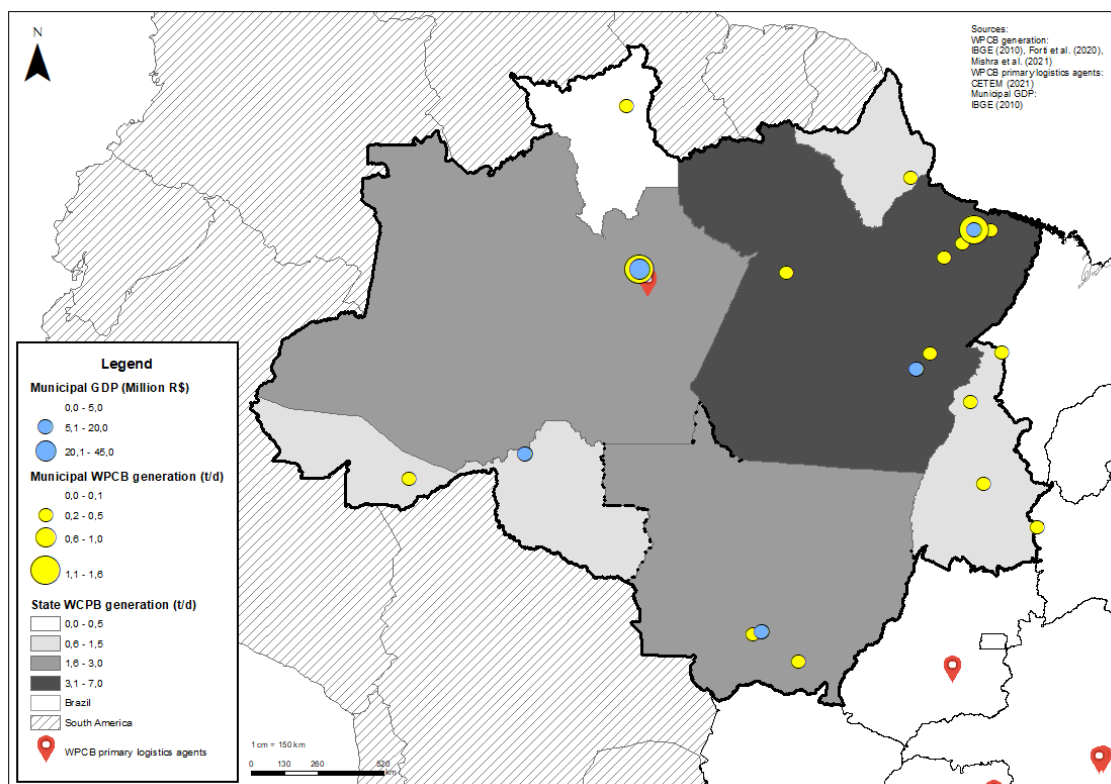 N
Sources:
WPCB generation:
IBGE (2010), Forti et al. (2020),
Mishra et al. (2021)
WPCB primary logistics agents:
CETEM (2021)
Municipal GDP:
IBGE (2010)
Legend
Municipal GDP (Million R$)
0,0 - 5,0
5,1 - 20,0
20,1 - 45,0
Municipal WPCB generation (t/d)
0,0 - 0,1
0,2 - 0,5
0,6 - 1,0
1,1 - 1,6
State WCPB generation (t/d)
0,0 - 0,5
0,6 - 1,5
1,6 - 3,0
3,1 - 7,0
Brazil
South America
WPCB primary logistics agents
1 cm = 150 km
0 130 260 520
km